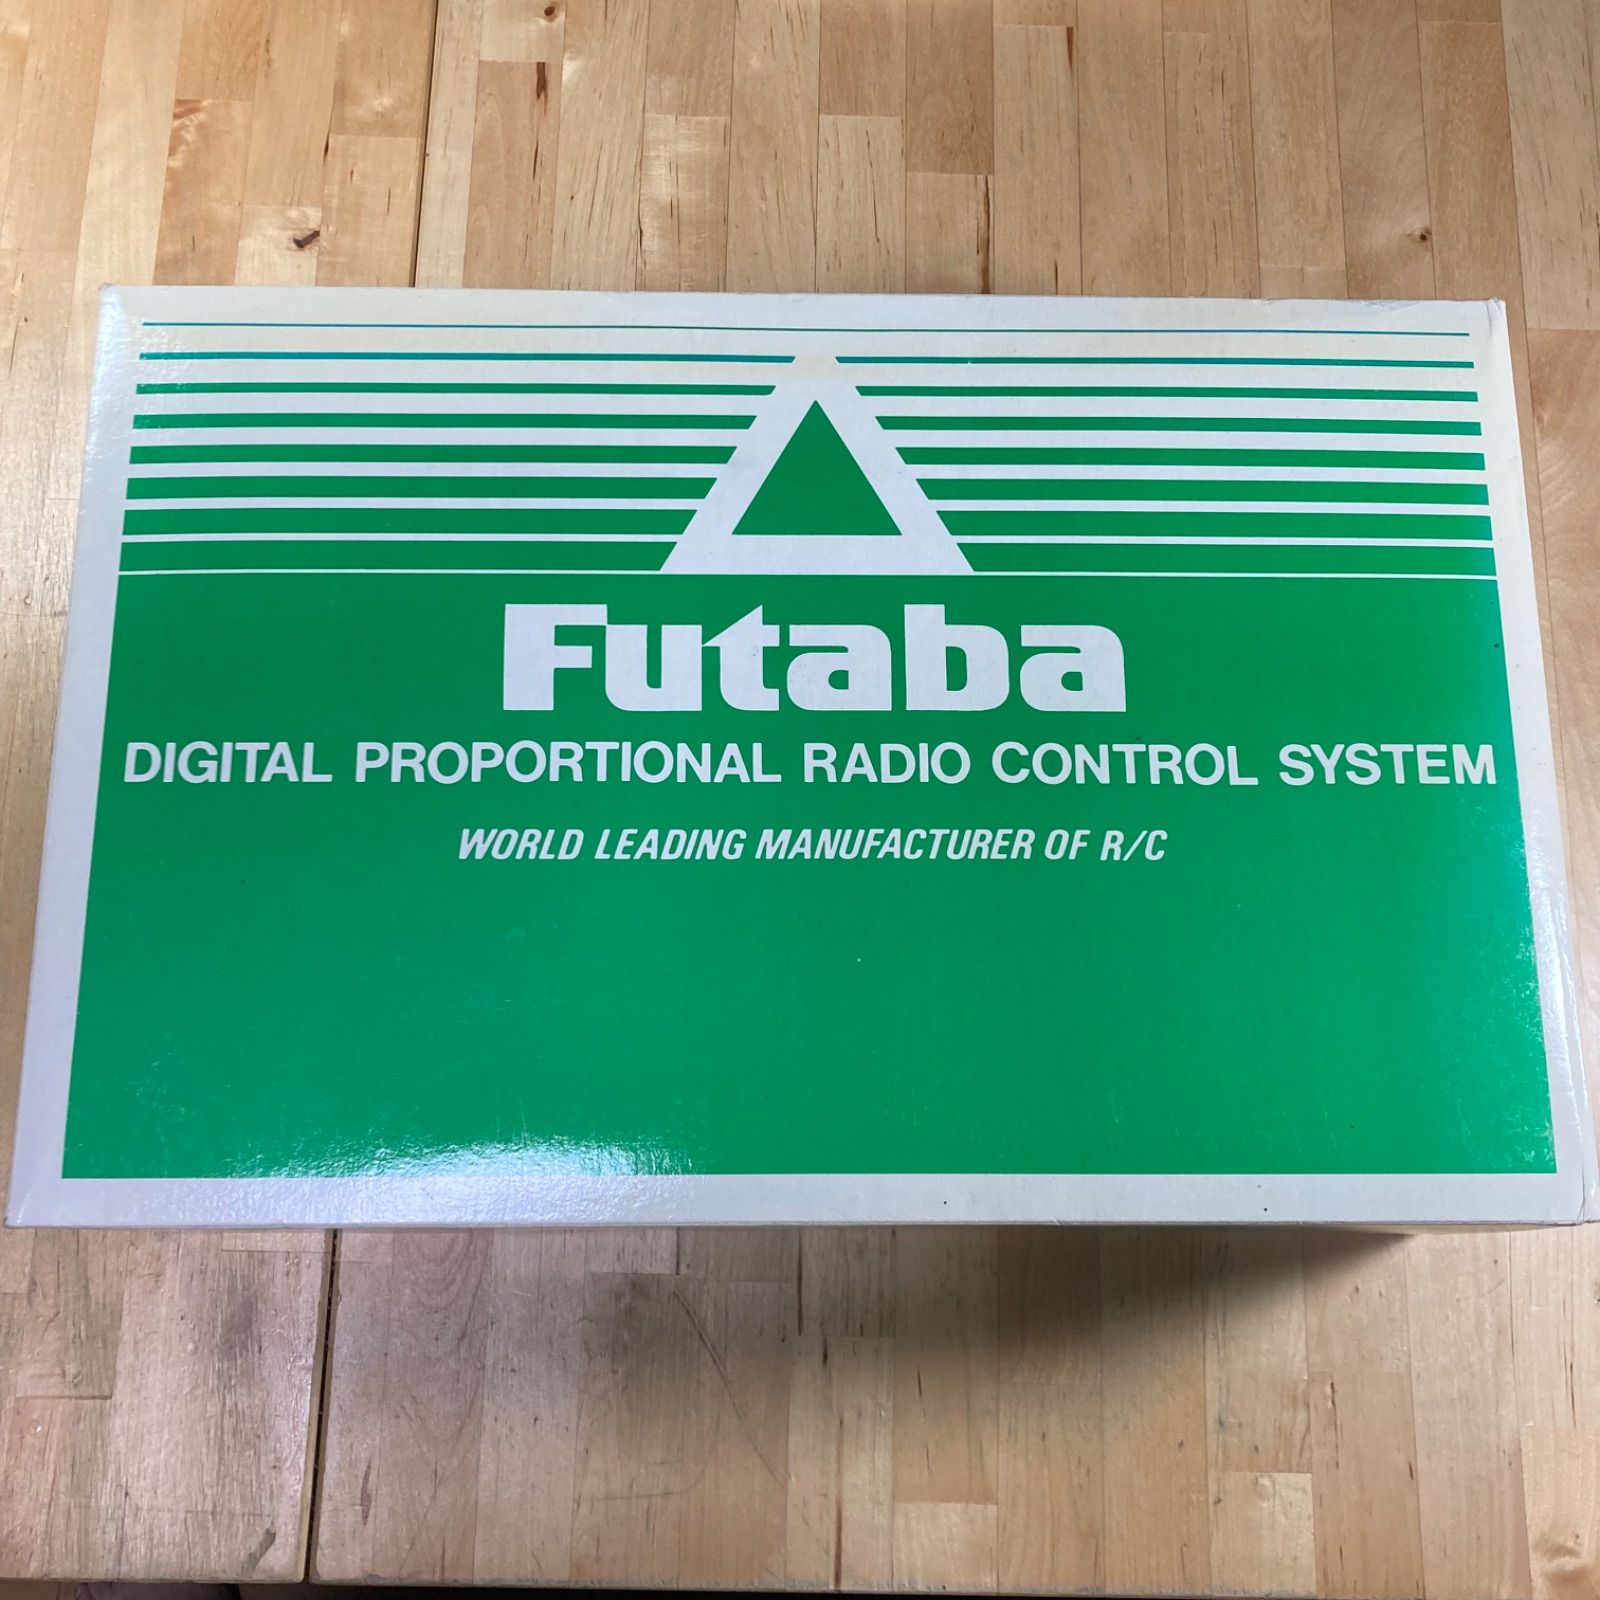 Futaba
DIGITAL PROPORTIONAL RADIO CONTROL SYSTEM
WORLD LEADING MANUFACTURER OF R/C